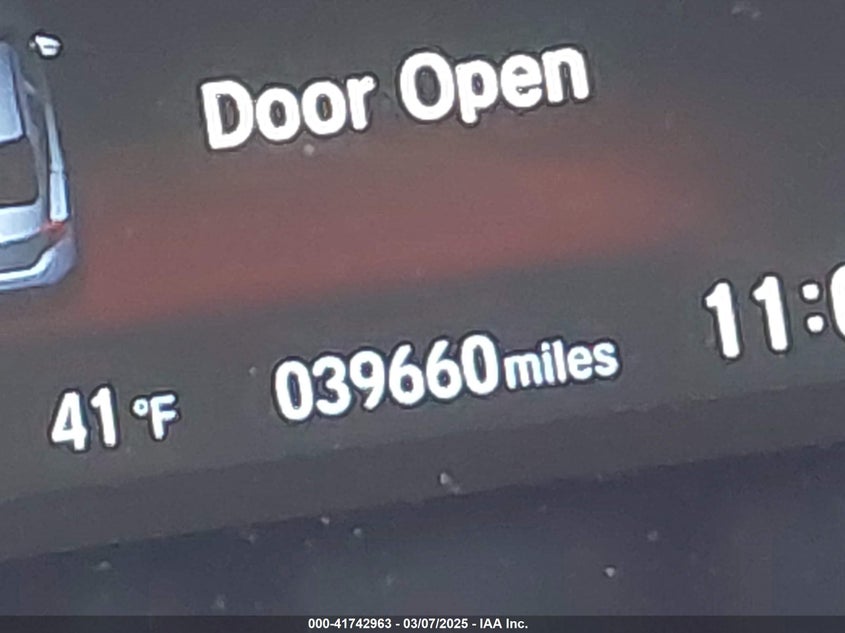 Door Open
41 °F 039660 miles 11:
000-41742963 - 03/07/2025 - IAA Inc.